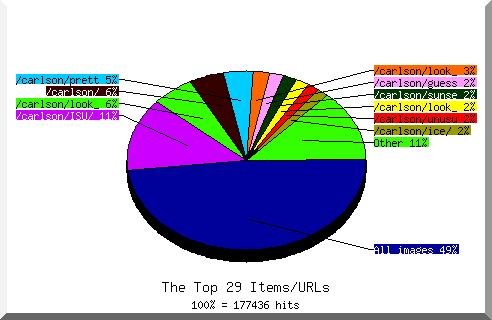 /carlson/look_ 3%
/carlson/prett 5%
/carlson/guess 2%
/carlson/ 6%
/carlson/sunse 2%
/carlson/look_ 6%
/carlson/look_ 2%
/carlson/ISU/ 11%
/carlson/unusu 2%
/carlson/ice/ 2%
Other 11%
All images 49%
The Top 29 Items/URLs
100% = 177436 hits